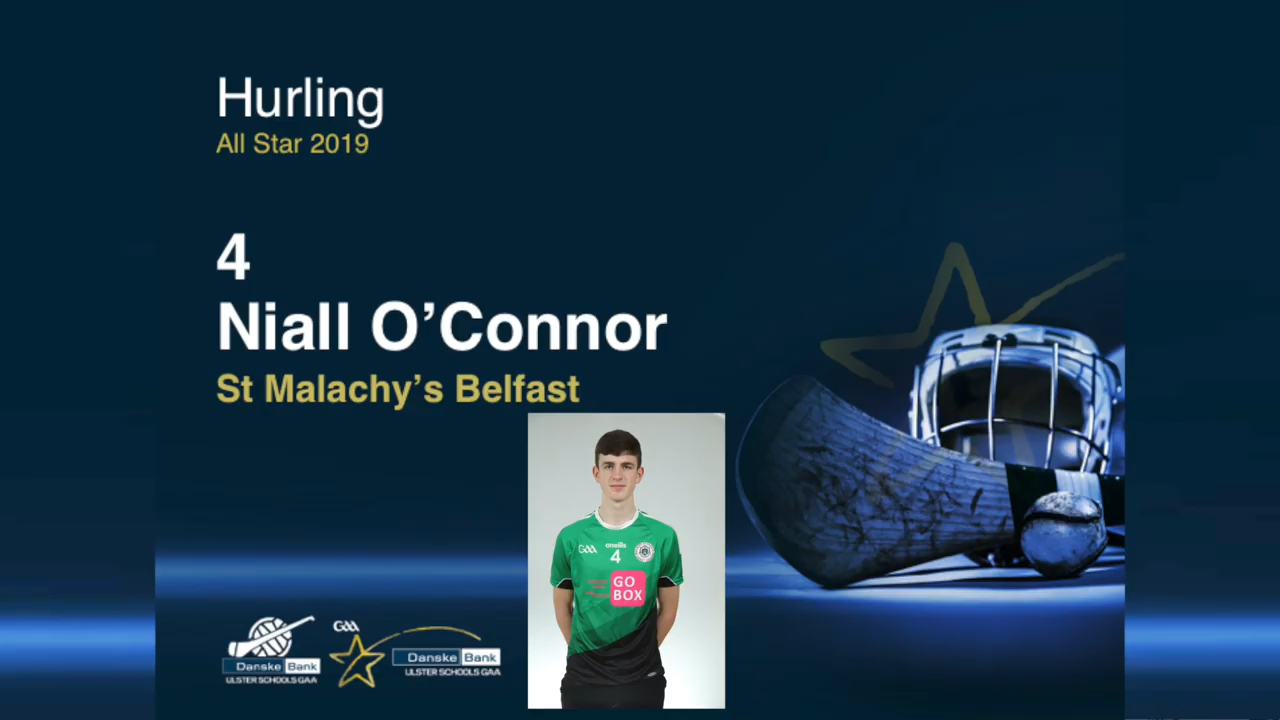 Hurling
All Star 2019
4
Niall O’Connor
St Malachy’s Belfast
GAA
oneills
4
GO
BOX
GAA
Danske Bank
ULSTER SCHOOLS GAA
Danske Bank
ULSTER SCHOOLS GAA